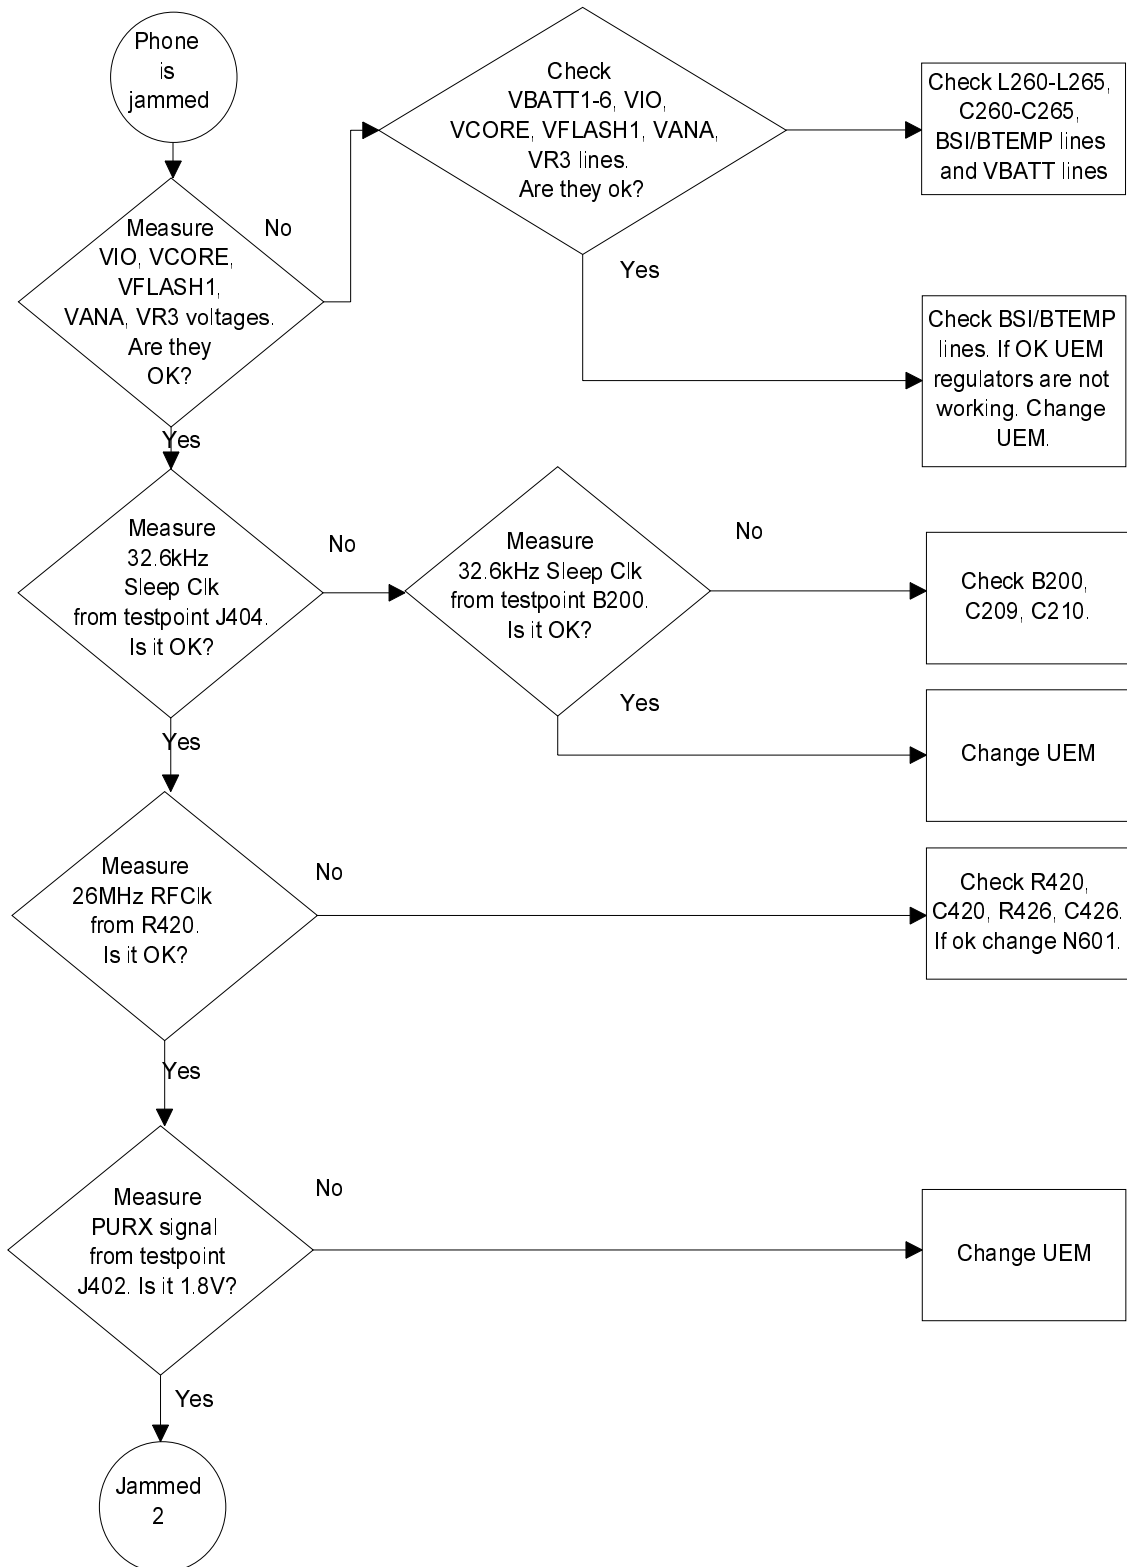 Phone
is
jammed
Measure
VIO, VCORE,
VFLASH1,
VANA, VR3 voltages.
Are they
OK?
No
Check
VBATT1-6, VIO,
VCORE, VFLASH1, VANA,
VR3 lines.
Are they ok?
Check L260-L265,
C260-C265,
BSI/BTEMP lines
and VBATT lines
Yes
Check BSI/BTEMP
lines. If OK UEM
regulators are not
working. Change
UEM.
Yes
Measure
32.6kHz
Sleep Clk
from testpoint J404.
Is it OK?
No
Measure
32.6kHz Sleep Clk
from testpoint B200.
Is it OK?
No
Check B200,
C209, C210.
Yes
Change UEM
Yes
Measure
26MHz RFClk
from R420.
Is it OK?
No
Check R420,
C420, R426, C426.
If ok change N601.
Yes
Measure
PURX signal
from testpoint
J402. Is it 1.8V?
No
Change UEM
Yes
Jammed
2